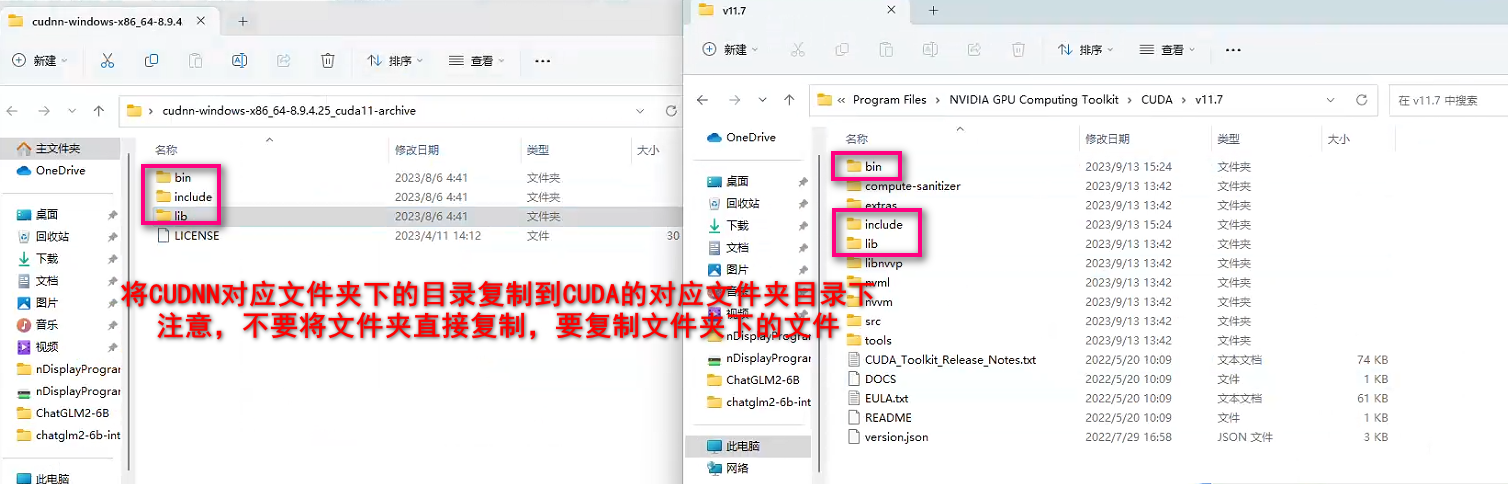 cudnn-windows-x86_64-8.9.4
新建
排序
查看
cudnn-windows-x86_64-8.9.4.25_cuda11-archive
主文件夹
OneDrive
桌面
回收站
下载
文档
图片
音乐
视频
nDisplayPrograr
nDisplayPrograr
ChatGLM2-6B
chatglm2-6b-int
此电脑
名称 修改日期 类型 大小
bin 2023/8/6 4:41 文件夹
include 2023/8/6 4:41 文件夹
lib 2023/8/6 4:41 文件夹
LICENSE 2023/4/11 14:12 文件 30
将CUDNN对应文件夹下的目录复制到CUDA的对应文件夹目录下
注意，不要将文件夹直接复制，要复制文件夹下的文件
v11.7
新建
排序
查看
« Program Files > NVIDIA GPU Computing Toolkit > CUDA > v11.7
在 v11.7 中搜索
OneDrive
桌面
回收站
下载
文档
图片
音乐
视频
nDisplayPrograr
nDisplayPrograr
ChatGLM2-6B
chatglm2-6b-int
此电脑
网络
名称 修改日期 类型 大小
bin 2023/9/13 15:24 文件夹
compute-sanitizer 2023/9/13 13:42 文件夹
extras 2023/9/13 13:42 文件夹
include 2023/9/13 15:24 文件夹
lib 2023/9/13 13:42 文件夹
libnvvp 2023/9/13 13:42 文件夹
nvml 2023/9/13 13:42 文件夹
nvvm 2023/9/13 13:42 文件夹
src 2023/9/13 13:42 文件夹
tools 2023/9/13 13:42 文件夹
CUDA_Toolkit_Release_Notes.txt 2022/5/20 10:09 文本文档 74 KB
DOCS 2022/5/20 10:09 文件 1 KB
EULA.txt 2022/5/20 10:09 文本文档 61 KB
README 2022/5/20 10:09 文件 1 KB
version.json 2022/7/29 16:58 JSON 文件 3 KB